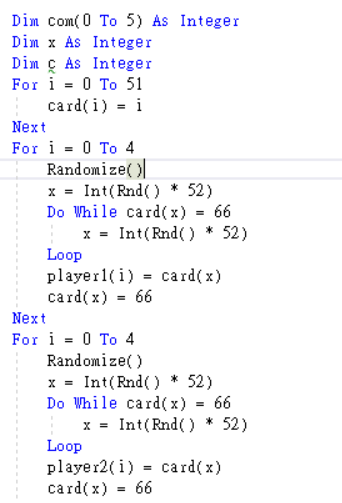 Dim com(0 To 5) As Integer
Dim x As Integer
Dim c As Integer
For i = 0 To 51
    card(i) = i
Next
For i = 0 To 4
    Randomize()
    x = Int(Rnd() * 52)
    Do While card(x) = 66
        x = Int(Rnd() * 52)
    Loop
    player1(i) = card(x)
    card(x) = 66
Next
For i = 0 To 4
    Randomize()
    x = Int(Rnd() * 52)
    Do While card(x) = 66
        x = Int(Rnd() * 52)
    Loop
    player2(i) = card(x)
    card(x) = 66